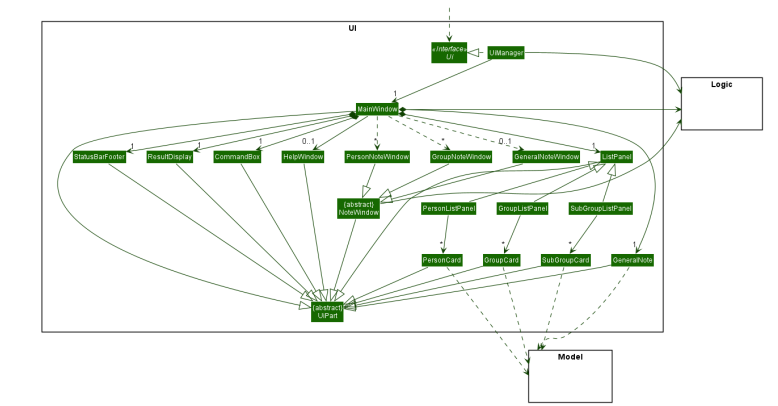 UI
«Interface»
Ui
UiManager
Logic
1
MainWindow
1
1
1
0..1
*
*
0..1
1
StatusBarFooter
ResultDisplay
CommandBox
HelpWindow
PersonNoteWindow
GroupNoteWindow
GeneralNoteWindow
ListPanel
{abstract}
NoteWindow
PersonListPanel
GroupListPanel
SubGroupListPanel
*
*
*
1
PersonCard
GroupCard
SubGroupCard
GeneralNote
{abstract}
UiPart
Model